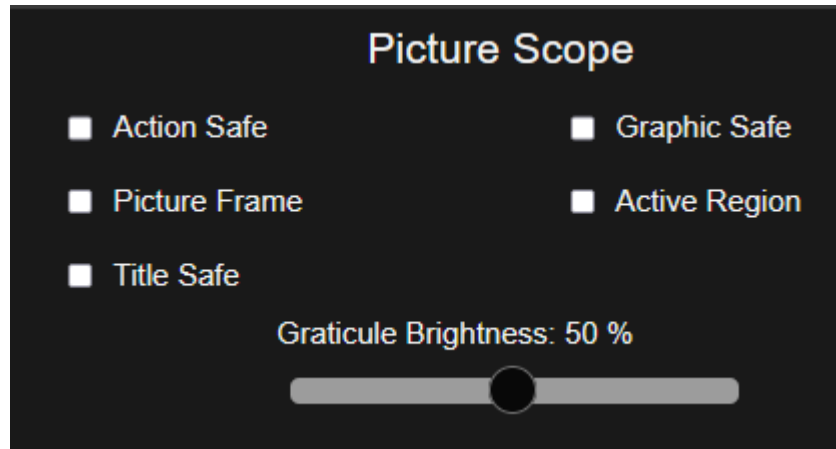 Picture Scope
Action Safe
Graphic Safe
Picture Frame
Active Region
Title Safe
Graticule Brightness: 50 %